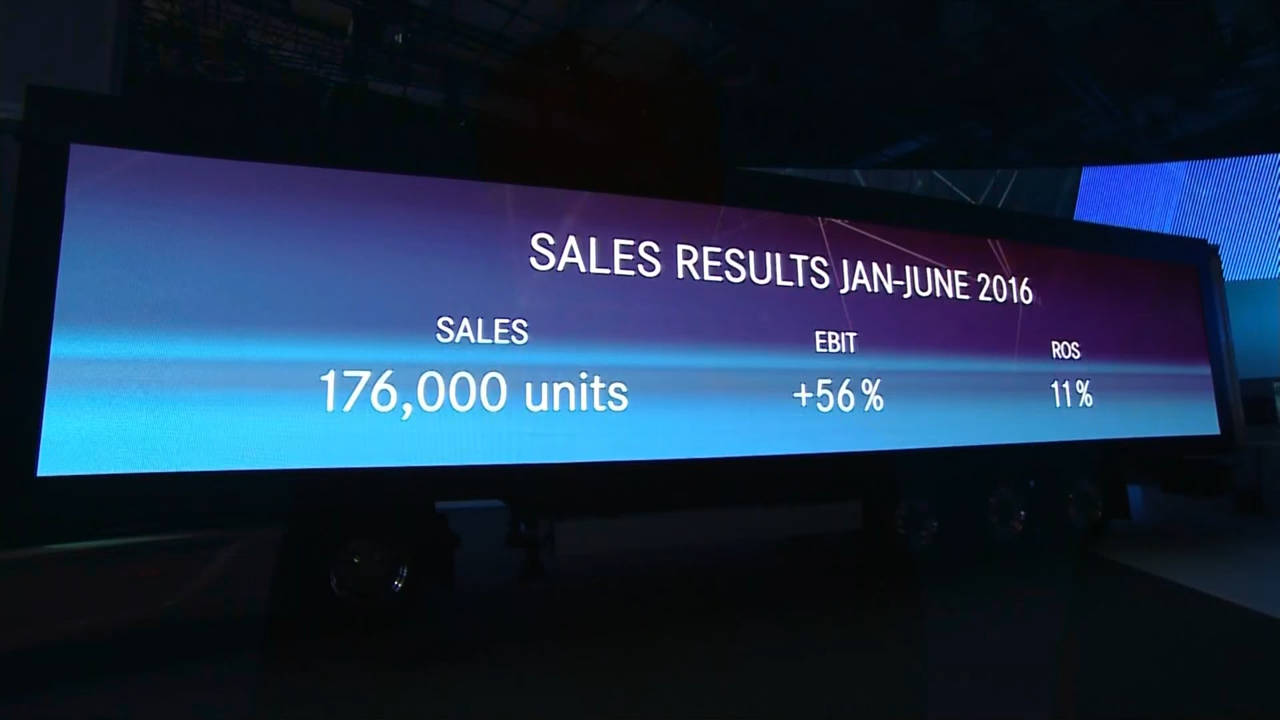 SALES RESULTS JAN-JUNE 2016
SALES EBIT ROS
176,000 units +56% 11%